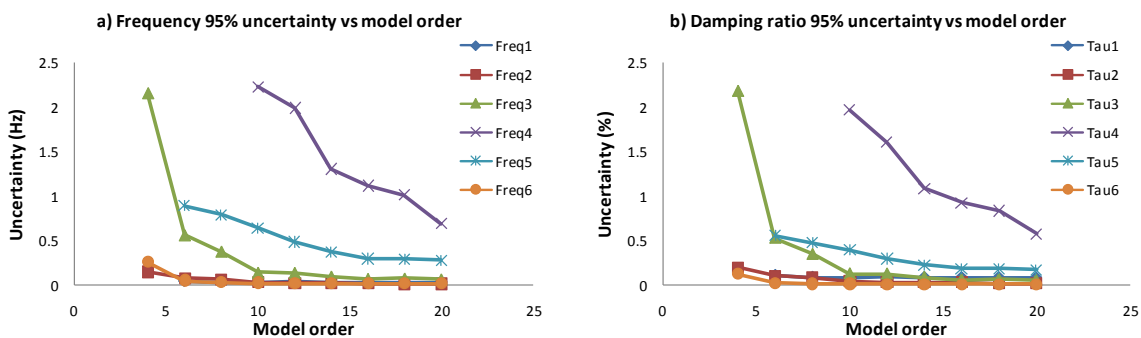 a) Frequency 95% uncertainty vs model order
Uncertainty (Hz)
2.5
2
1.5
1
0.5
0
0
5
10
15
20
25
Model order
Freq1
Freq2
Freq3
Freq4
Freq5
Freq6
b) Damping ratio 95% uncertainty vs model order
Uncertainty (%)
2.5
2
1.5
1
0.5
0
0
5
10
15
20
25
Model order
Tau1
Tau2
Tau3
Tau4
Tau5
Tau6